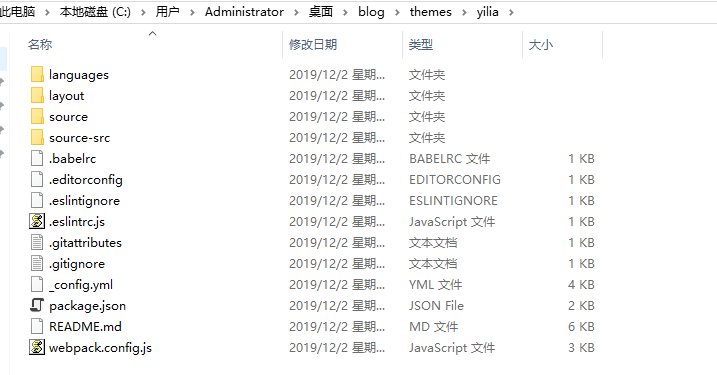 此电脑 › 本地磁盘 (C:) › 用户 › Administrator › 桌面 › blog › themes › yilia ›
名称 修改日期 类型 大小
languages 2019/12/2 星期... 文件夹
layout 2019/12/2 星期... 文件夹
source 2019/12/2 星期... 文件夹
source-src 2019/12/2 星期... 文件夹
.babelrc 2019/12/2 星期... BABELRC 文件 1 KB
.editorconfig 2019/12/2 星期... EDITORCONFIG 1 KB
.eslintignore 2019/12/2 星期... ESLINTIGNORE 1 KB
.eslintrc.js 2019/12/2 星期... JavaScript 文件 1 KB
.gitattributes 2019/12/2 星期... 文本文档 1 KB
.gitignore 2019/12/2 星期... 文本文档 1 KB
_config.yml 2019/12/2 星期... YML 文件 4 KB
package.json 2019/12/2 星期... JSON File 2 KB
README.md 2019/12/2 星期... MD 文件 6 KB
webpack.config.js 2019/12/2 星期... JavaScript 文件 3 KB